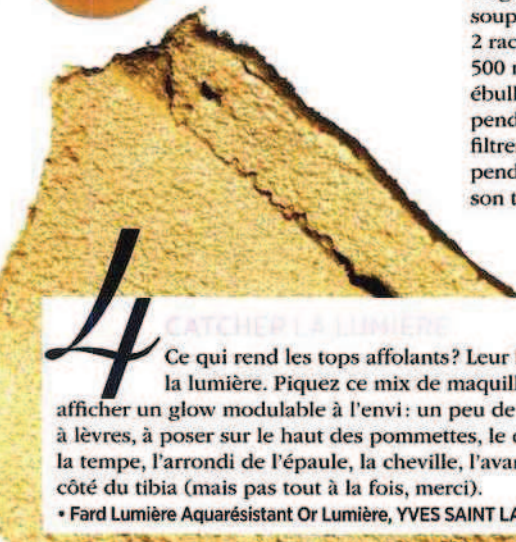 soup
2 rac
500
ébull
pend
filtre
pend
son t
4
CATCHER LA LUMIÈRE
Ce qui rend les tops affolants? Leur
la lumière. Piquez ce mix de maquill
afficher un glow modulable à l'envi : un peu de
à lèvres, à poser sur le haut des pommettes, le
la tempe, l'arrondi de l'épaule, la cheville, l'avan
côté du tibia (mais pas tout à la fois, merci).
• Fard Lumière Aquarésistant Or Lumière, YVES SAINT LA